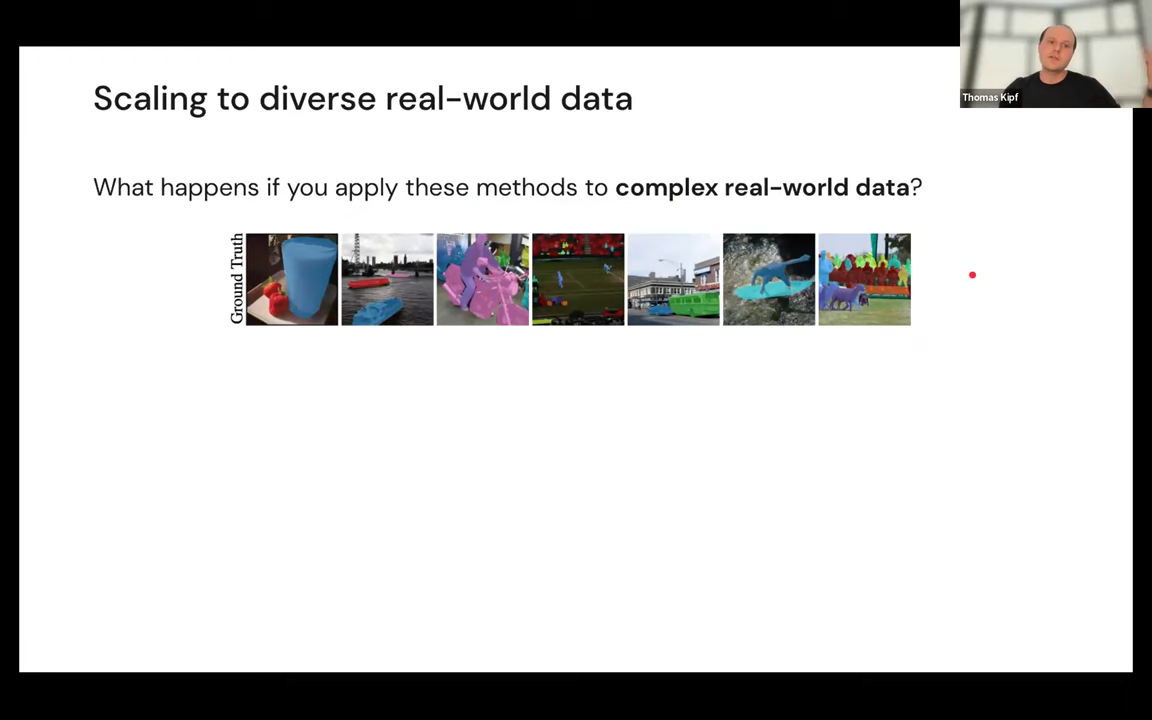 Thomas Kipf
Scaling to diverse real-world data
What happens if you apply these methods to complex real-world data?
Ground Truth